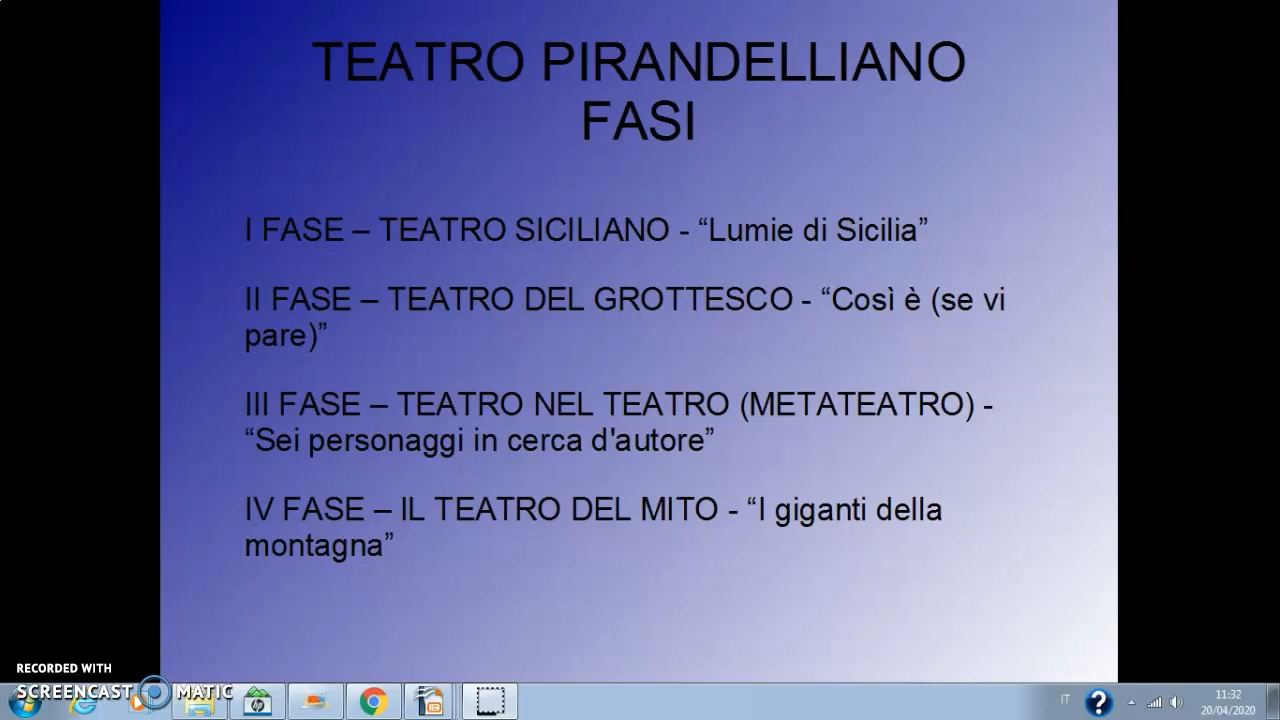 TEATRO PIRANDELLIANO
FASI
I FASE – TEATRO SICILIANO - “Lumie di Sicilia”
II FASE – TEATRO DEL GROTTESCO - “Così è (se vi
pare)”
III FASE – TEATRO NEL TEATRO (METATEATRO) -
“Sei personaggi in cerca d'autore”
IV FASE – IL TEATRO DEL MITO - “I giganti della
montagna”
RECORDED WITH
SCREENCAST MATIC
hp
IT
?
11:32
20/04/2020